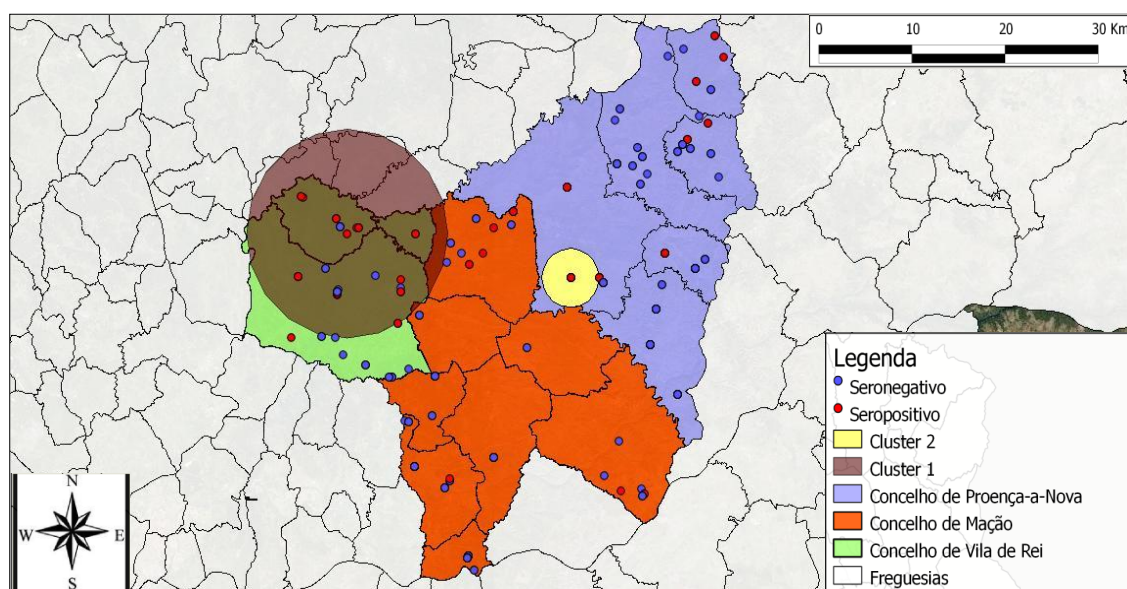 0 10 20 30 Km
Legenda
Seronegativo
Seropositivo
Cluster 2
Cluster 1
Concelho de Proença-a-Nova
Concelho de Mação
Concelho de Vila de Rei
Freguesias
N
W E
S